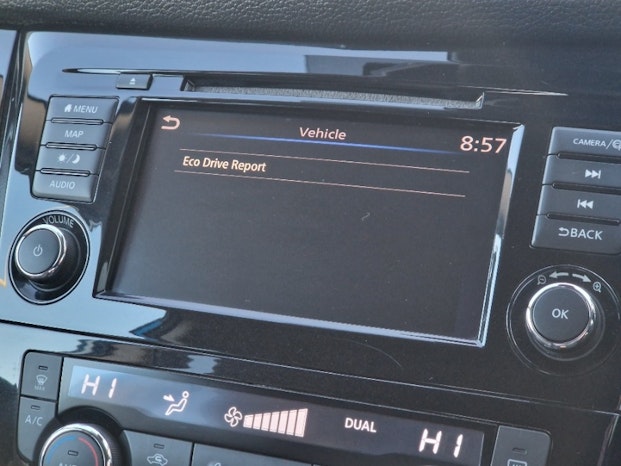 MENU
MAP
AUDIO
VOLUME
Vehicle
8:57
Eco Drive Report
CAMERA/
BACK
OK
HI
DUAL
HI
A/C